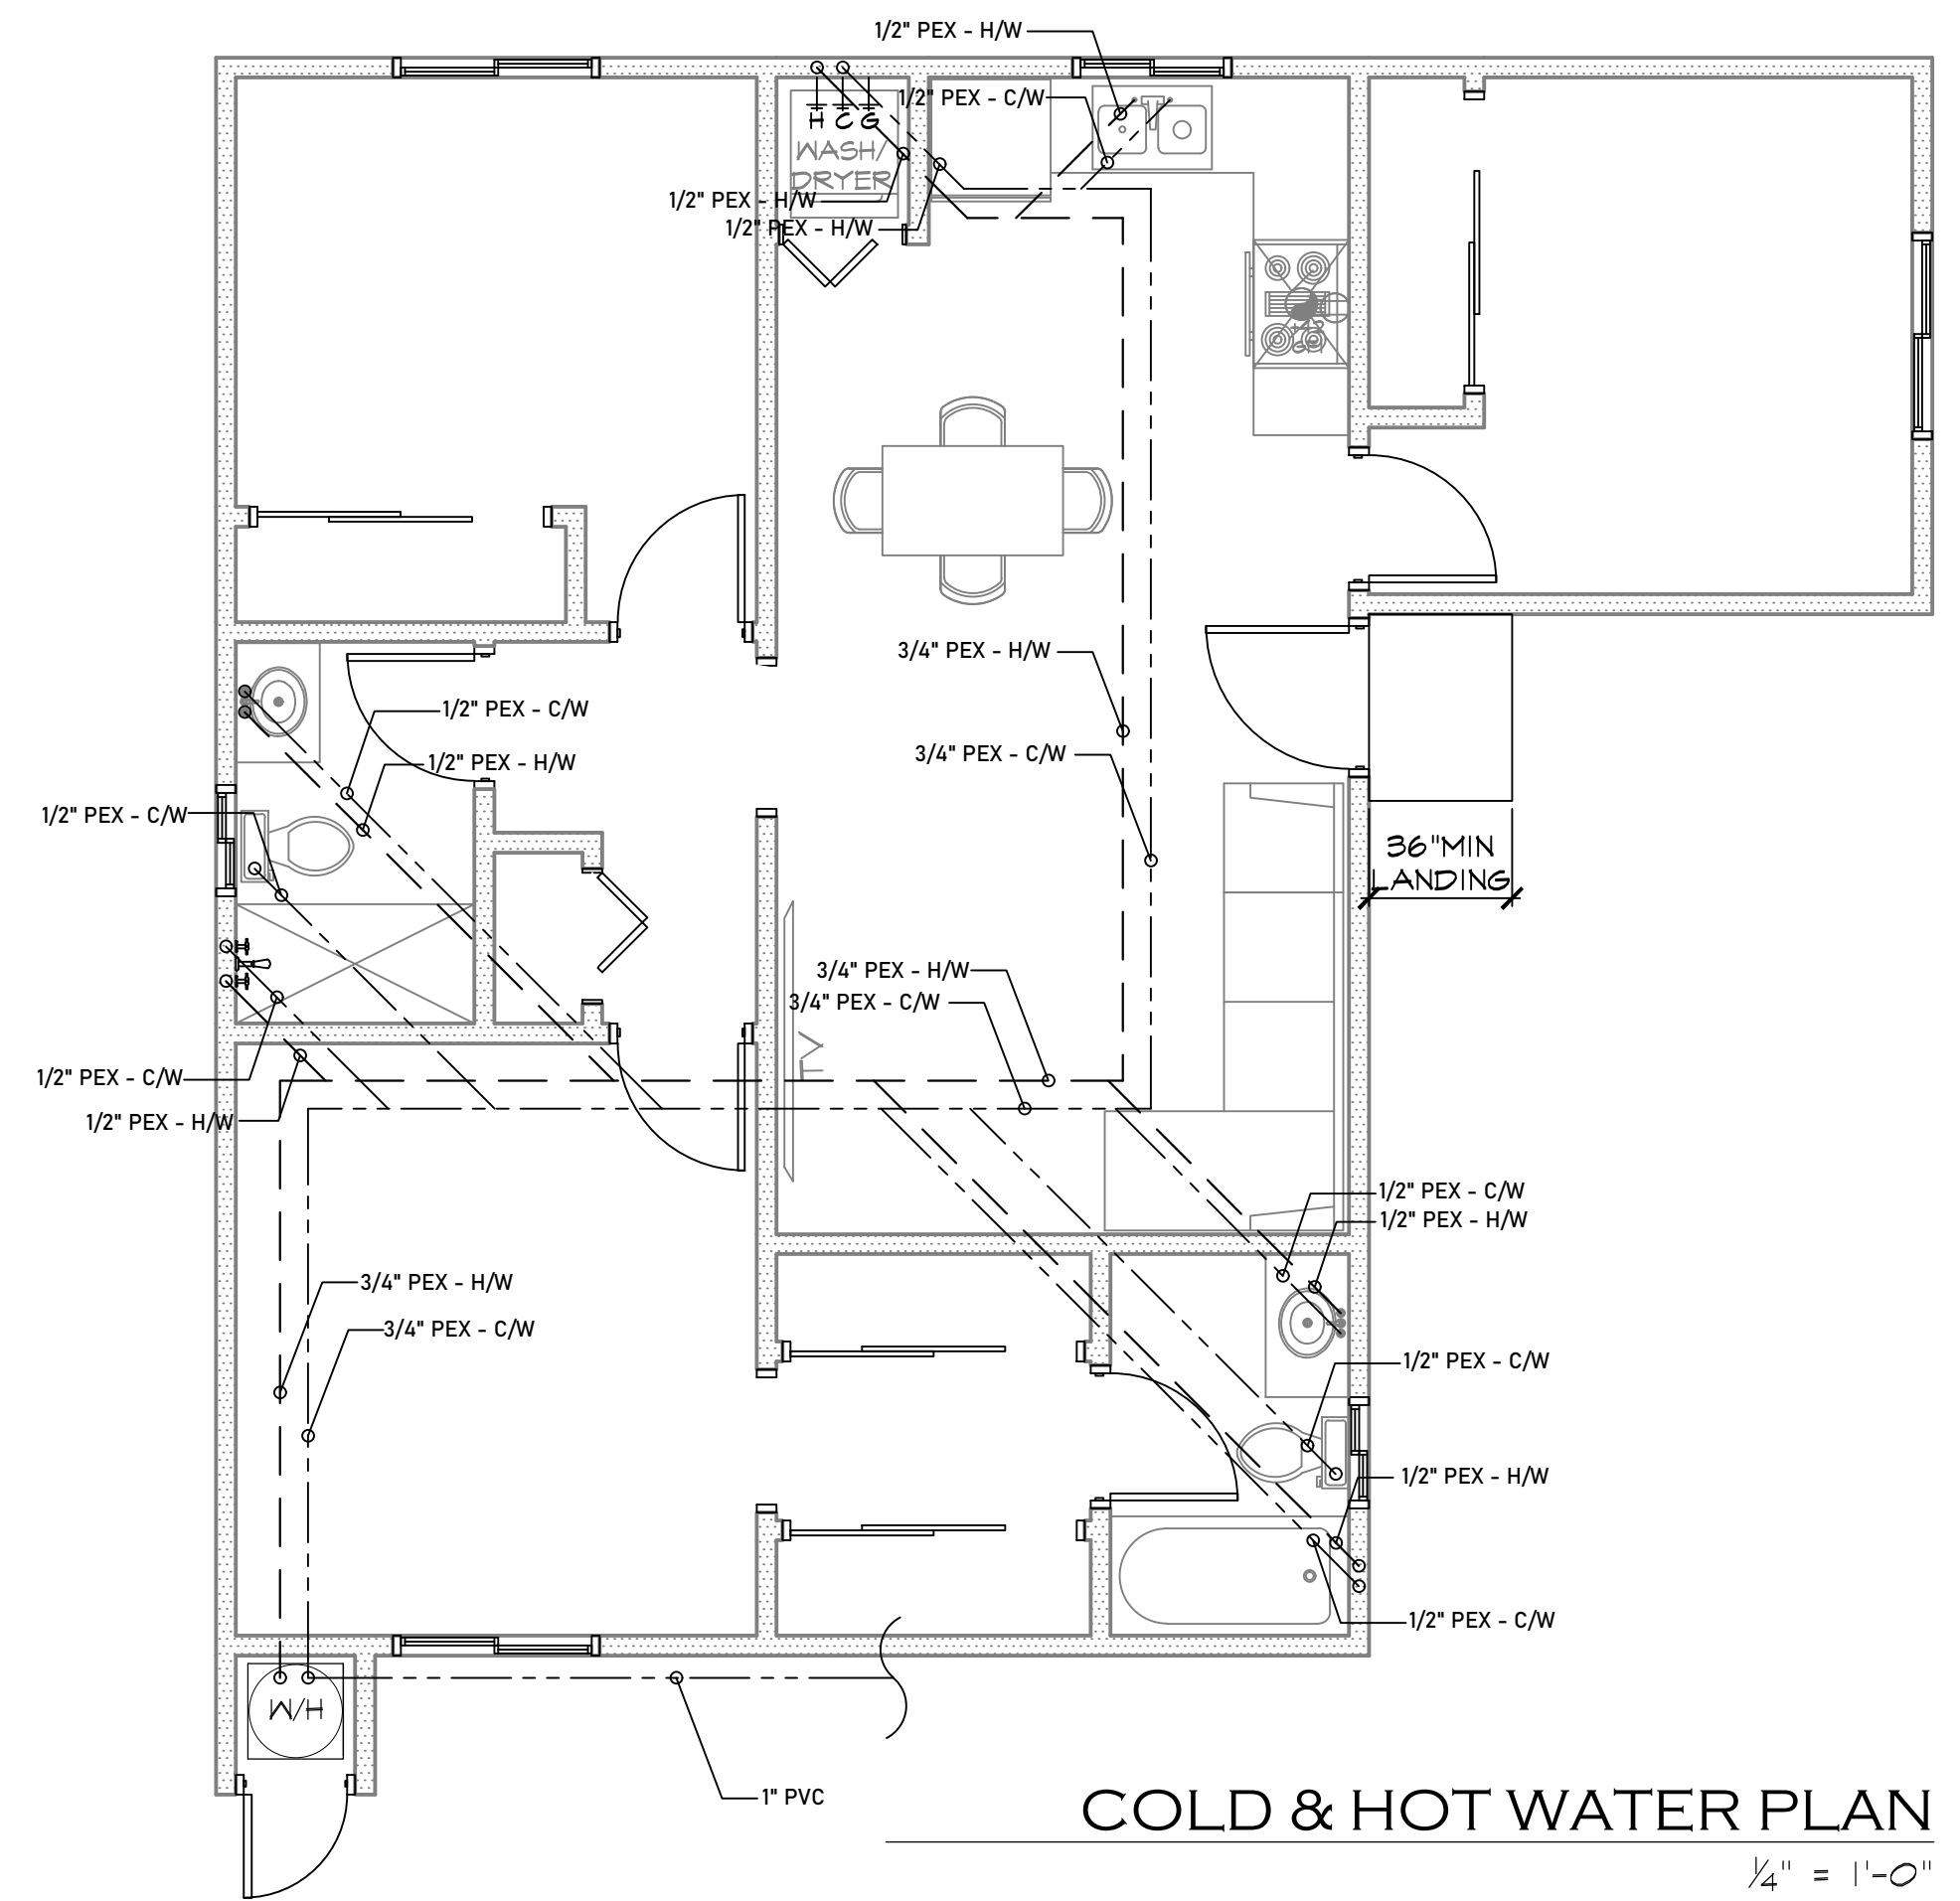 1/2" PEX - H/W
1/2" PEX - C/W
H C G
WASH/
DRYER
1/2" PEX - H/W
1/2" PEX - H/W
3/4" PEX - H/W
1/2" PEX - C/W
3/4" PEX - C/W
1/2" PEX - H/W
1/2" PEX - C/W
36"MIN
LANDING
3/4" PEX - H/W
3/4" PEX - C/W
TV
1/2" PEX - C/W
1/2" PEX - H/W
1/2" PEX - C/W
1/2" PEX - H/W
3/4" PEX - H/W
3/4" PEX - C/W
1/2" PEX - C/W
1/2" PEX - H/W
1/2" PEX - C/W
H/W
1" PVC
COLD & HOT WATER PLAN
1/4" = 1'-0"